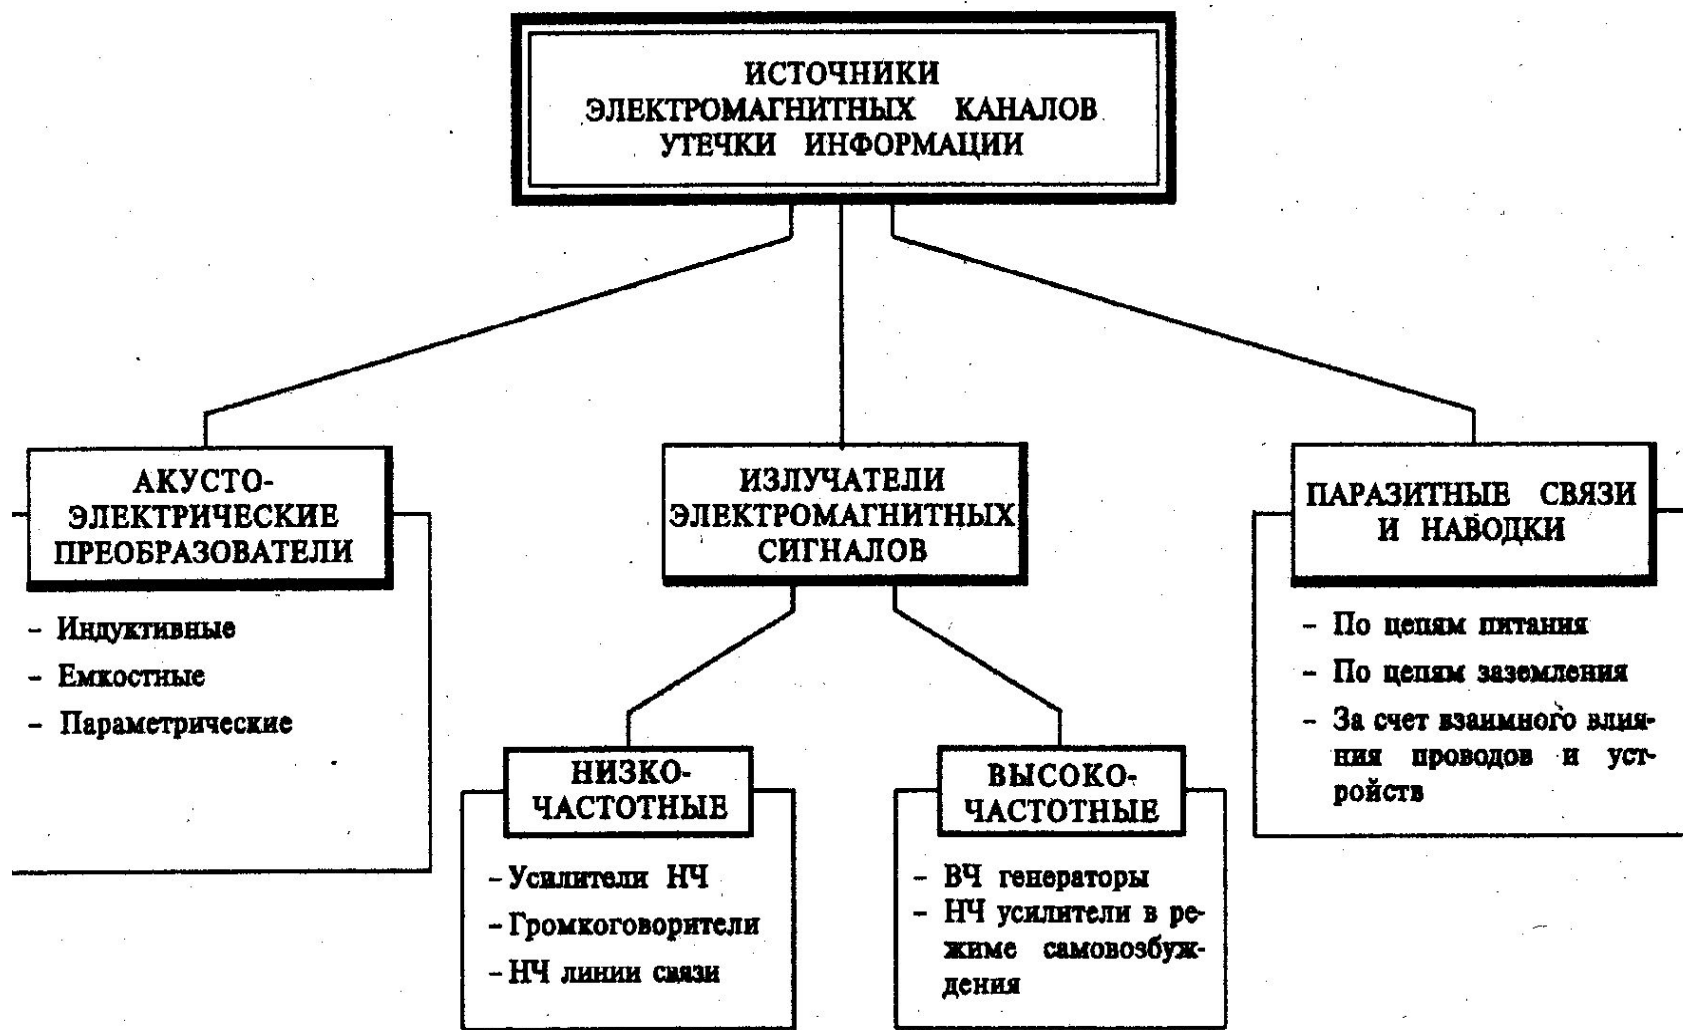 ИСТОЧНИКИ
ЭЛЕКТРОМАГНИТНЫХ КАНАЛОВ
УТЕЧКИ ИНФОРМАЦИИ
АКУСТО-
ЭЛЕКТРИЧЕСКИЕ
ПРЕОБРАЗОВАТЕЛИ
- Индуктивные
- Емкостные
- Параметрические
ИЗЛУЧАТЕЛИ
ЭЛЕКТРОМАГНИТНЫХ
СИГНАЛОВ
НИЗКО-
ЧАСТОТНЫЕ
- Усилители НЧ
- Громкоговорители
- НЧ линии связи
ВЫСОКО-
ЧАСТОТНЫЕ
- ВЧ генераторы
- НЧ усилители в ре-
жиме самовозбуж-
дения
ПАРАЗИТНЫЕ СВЯЗИ
И НАВОДКИ
- По цепям питания
- По цепям заземления
- За счет взаимного влия-
ния проводов и уст-
ройств